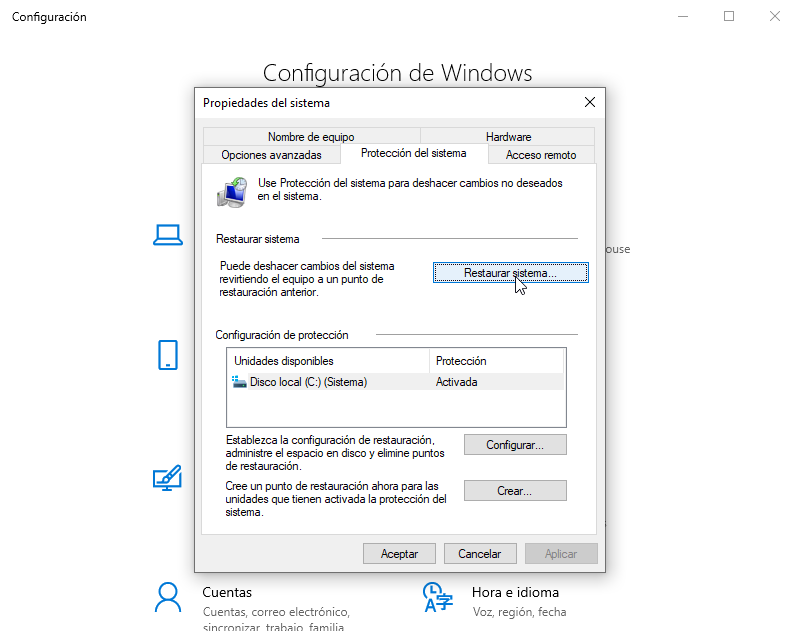 Configuración
Configuración de Windows
Propiedades del sistema
Nombre de equipo
Hardware
Opciones avanzadas
Protección del sistema
Acceso remoto
Use Protección del sistema para deshacer cambios no deseados
en el sistema.
Restaurar sistema
Puede deshacer cambios del sistema
revirtiendo el equipo a un punto de
restauración anterior.
Restaurar sistema...
ouse
Configuración de protección
Unidades disponibles
Protección
Disco local (C:) (Sistema)
Activada
Establezca la configuración de restauración,
administre el espacio en disco y elimine puntos
de restauración.
Configurar...
Cree un punto de restauración ahora para las
unidades que tienen activada la protección del
sistema.
Crear...
Aceptar
Cancelar
Aplicar
Cuentas
Cuentas, correo electrónico,
sincronizar, trabajo, familia
Hora e idioma
Voz, región, fecha